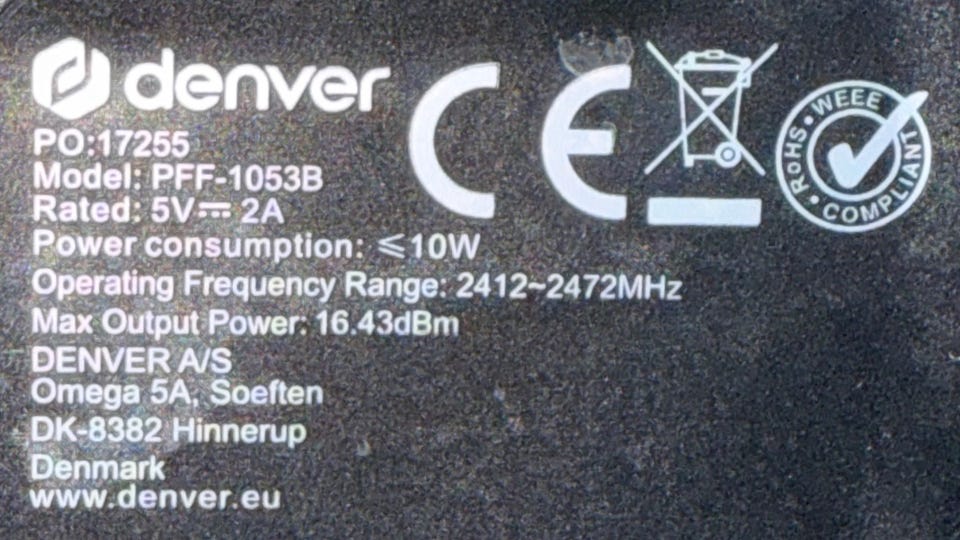 denver
CE
PO:17255
Model: PFF-1053B
Rated: 5V⎓ 2A
Power consumption: ⩽10W
Operating Frequency Range: 2412~2472MHz
Max Output Power: 16.43dBm
DENVER A/S
Omega 5A, Soeften
DK-8382 Hinnerup
Denmark
www.denver.eu
RoHS • WEEE • COMPLIANT